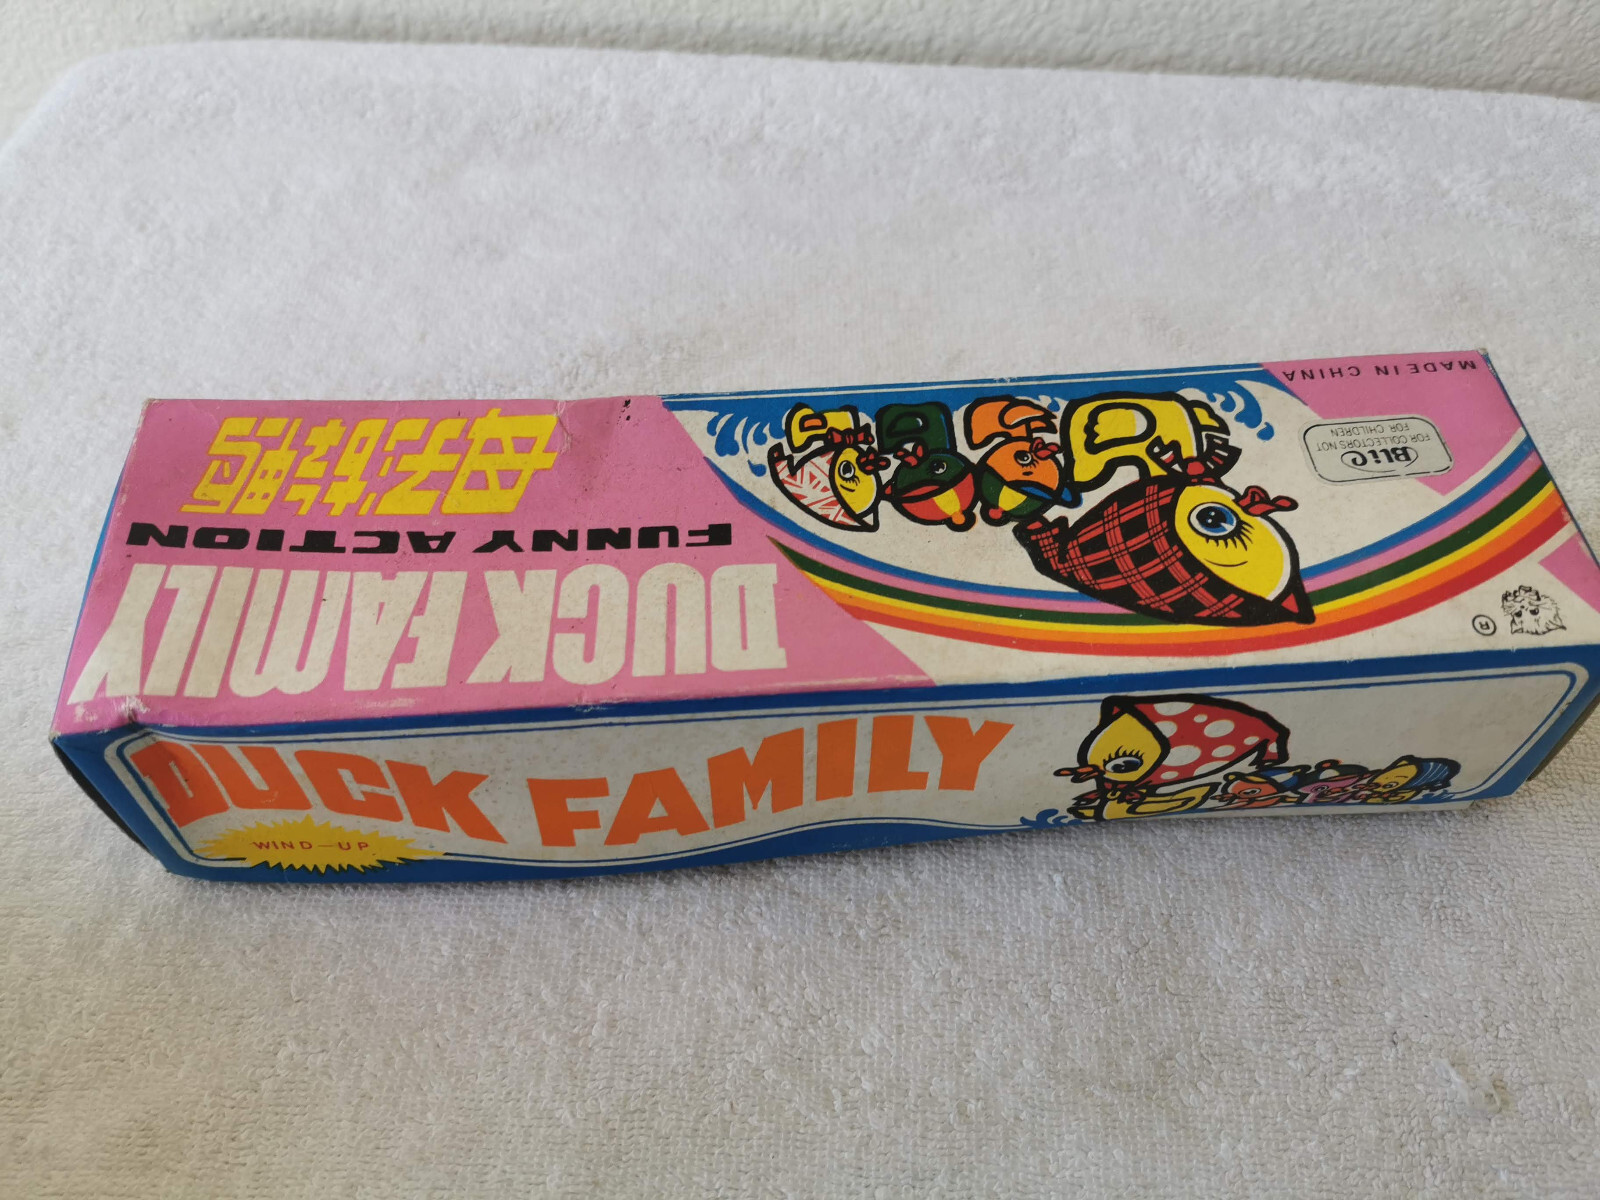 MADE IN CHINA
BLiC
FOR COLLECTORS NOT
FOR CHILDREN
®
DUCK FAMILY
FUNNY ACTION
母子游鸭
DUCK FAMILY
WIND-UP